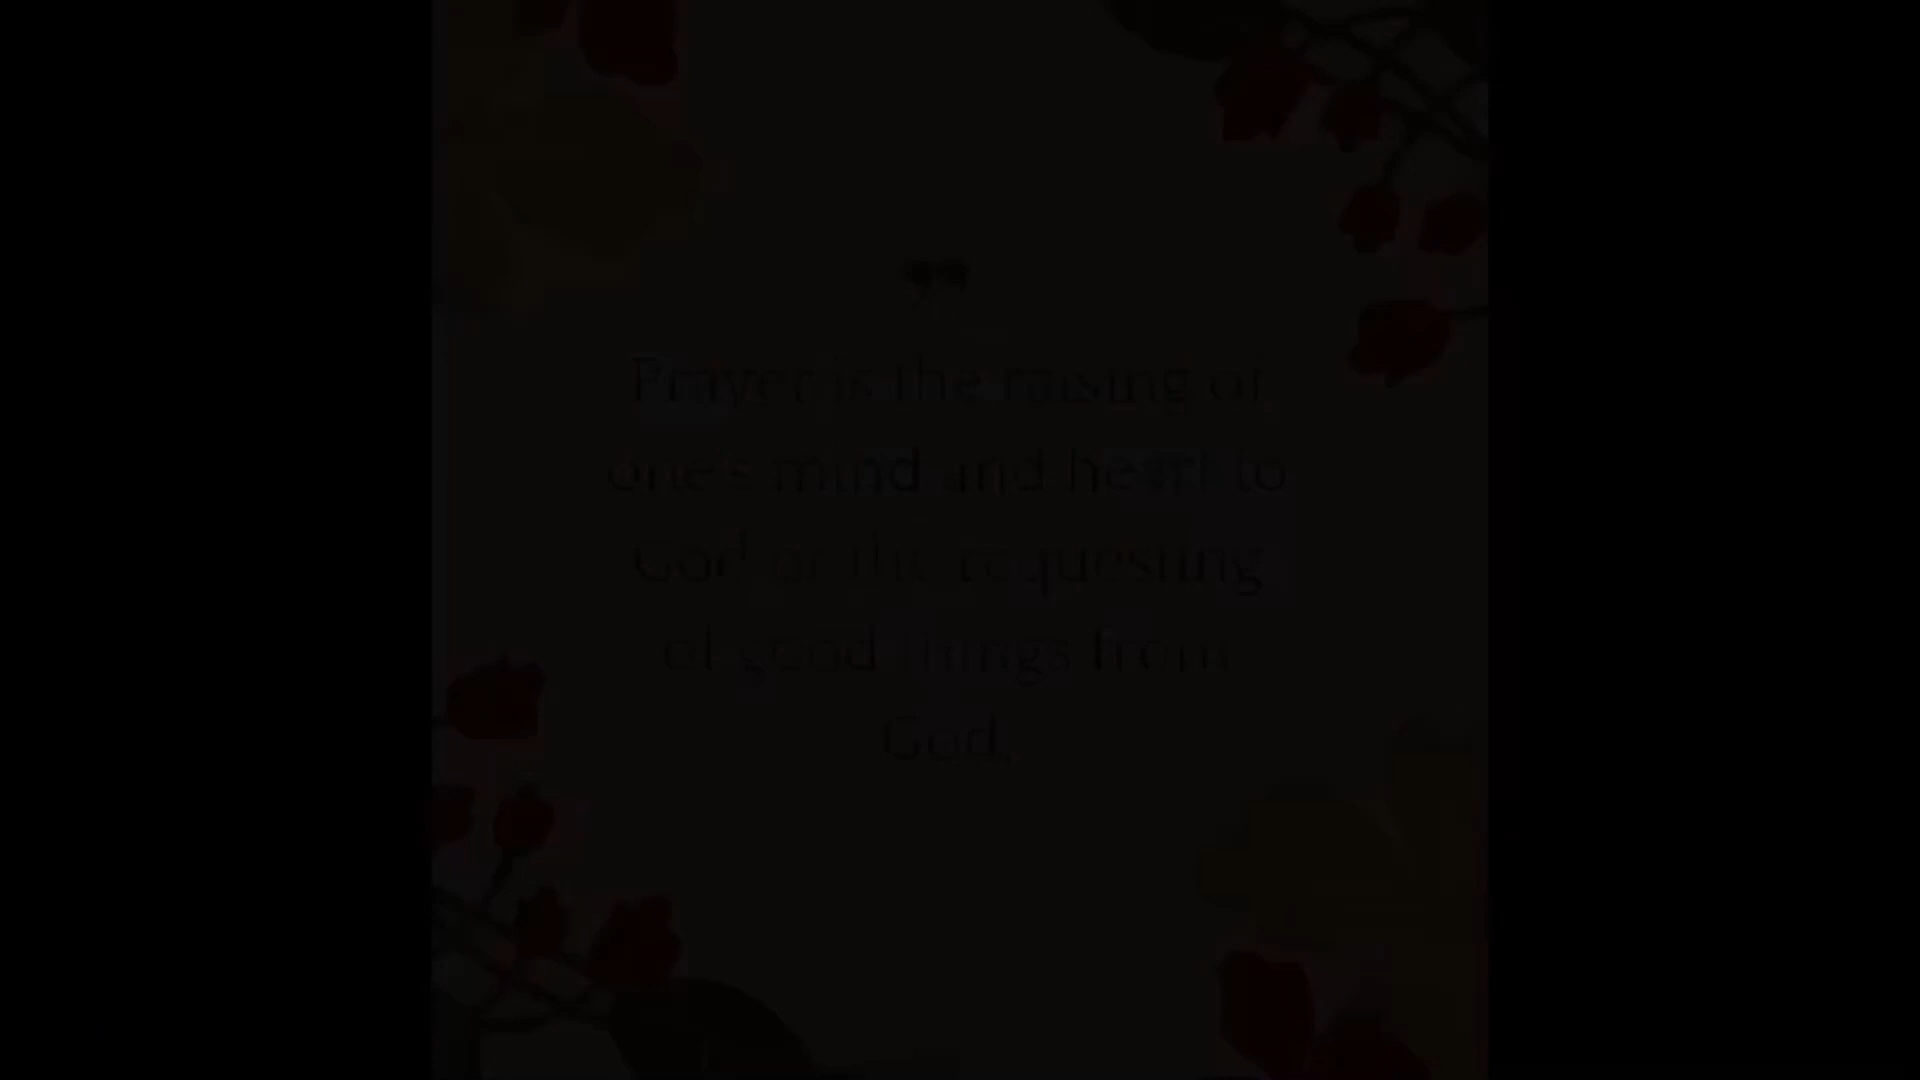 "
Prayer is the raising of
one's mind and heart to
God or the requesting
of good things from
God.